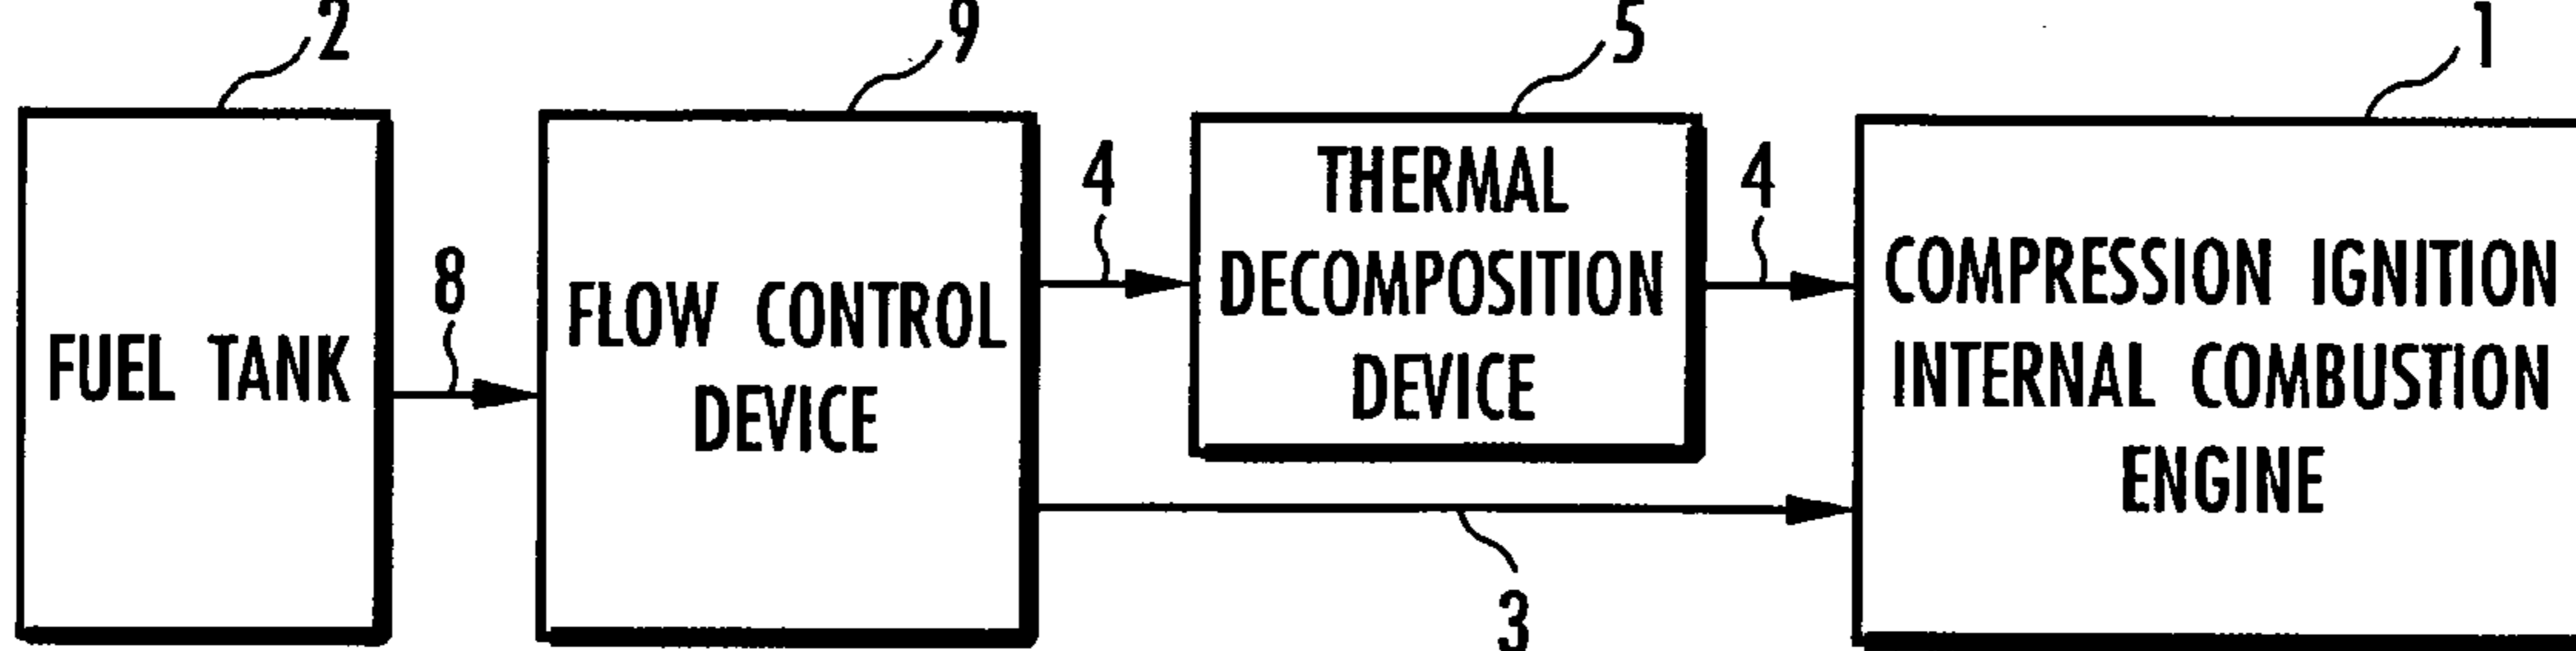 2
9
5
1
FUEL TANK
8
FLOW CONTROL
DEVICE
4
THERMAL
DECOMPOSITION
DEVICE
4
COMPRESSION IGNITION
INTERNAL COMBUSTION
ENGINE
3